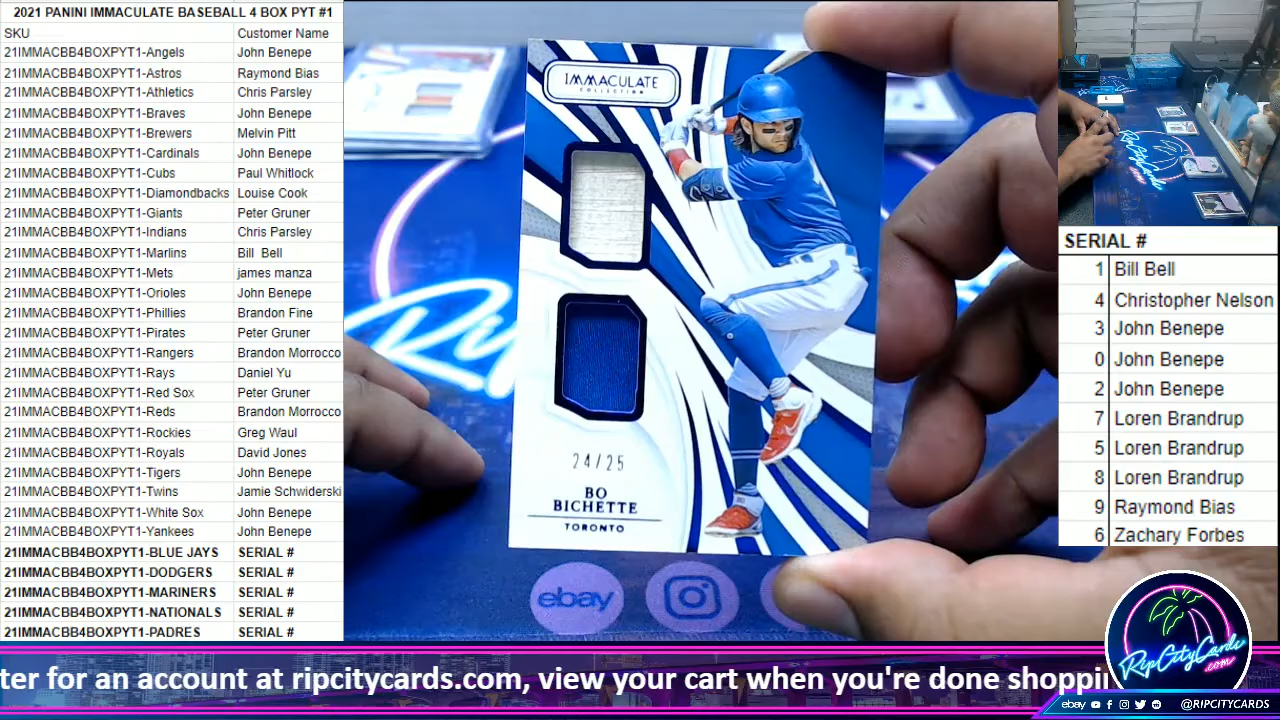 2021 PANINI IMMACULATE BASEBALL 4 BOX PYT #1
SKU Customer Name
21IMMACBB4BOXPYT1-Angels John Benepe
21IMMACBB4BOXPYT1-Astros Raymond Bias
21IMMACBB4BOXPYT1-Athletics Chris Parsley
21IMMACBB4BOXPYT1-Braves John Benepe
21IMMACBB4BOXPYT1-Brewers Melvin Pitt
21IMMACBB4BOXPYT1-Cardinals John Benepe
21IMMACBB4BOXPYT1-Cubs Paul Whitlock
21IMMACBB4BOXPYT1-Diamondbacks Louise Cook
21IMMACBB4BOXPYT1-Giants Peter Gruner
21IMMACBB4BOXPYT1-Indians Chris Parsley
21IMMACBB4BOXPYT1-Marlins Bill Bell
21IMMACBB4BOXPYT1-Mets james manza
21IMMACBB4BOXPYT1-Orioles John Benepe
21IMMACBB4BOXPYT1-Phillies Brandon Fine
21IMMACBB4BOXPYT1-Pirates Peter Gruner
21IMMACBB4BOXPYT1-Rangers Brandon Morrocco
21IMMACBB4BOXPYT1-Rays Daniel Yu
21IMMACBB4BOXPYT1-Red Sox Peter Gruner
21IMMACBB4BOXPYT1-Reds Brandon Morrocco
21IMMACBB4BOXPYT1-Rockies Greg Waul
21IMMACBB4BOXPYT1-Royals David Jones
21IMMACBB4BOXPYT1-Tigers John Benepe
21IMMACBB4BOXPYT1-Twins Jamie Schwiderski
21IMMACBB4BOXPYT1-White Sox John Benepe
21IMMACBB4BOXPYT1-Yankees John Benepe
21IMMACBB4BOXPYT1-BLUE JAYS SERIAL #
21IMMACBB4BOXPYT1-DODGERS SERIAL #
21IMMACBB4BOXPYT1-MARINERS SERIAL #
21IMMACBB4BOXPYT1-NATIONALS SERIAL #
21IMMACBB4BOXPYT1-PADRES SERIAL #
IMMACULATE
COLLECTION
24/25
BO
BICHETTE
TORONTO
ebay
SERIAL #
1 Bill Bell
4 Christopher Nelson
3 John Benepe
0 John Benepe
2 John Benepe
7 Loren Brandrup
5 Loren Brandrup
8 Loren Brandrup
9 Raymond Bias
6 Zachary Forbes
ter for an account at ripcitycards.com, view your cart when you're done shoppi
RipCityCards
.com
ebay @RIPCITYCARDS